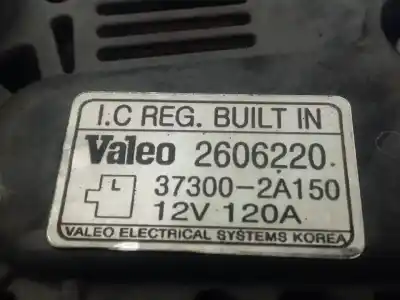 I.C REG. BUILT IN
Valeo 2606220
L 37300-2A150
12V 120A
VALEO ELECTRICAL SYSTEMS KOREA